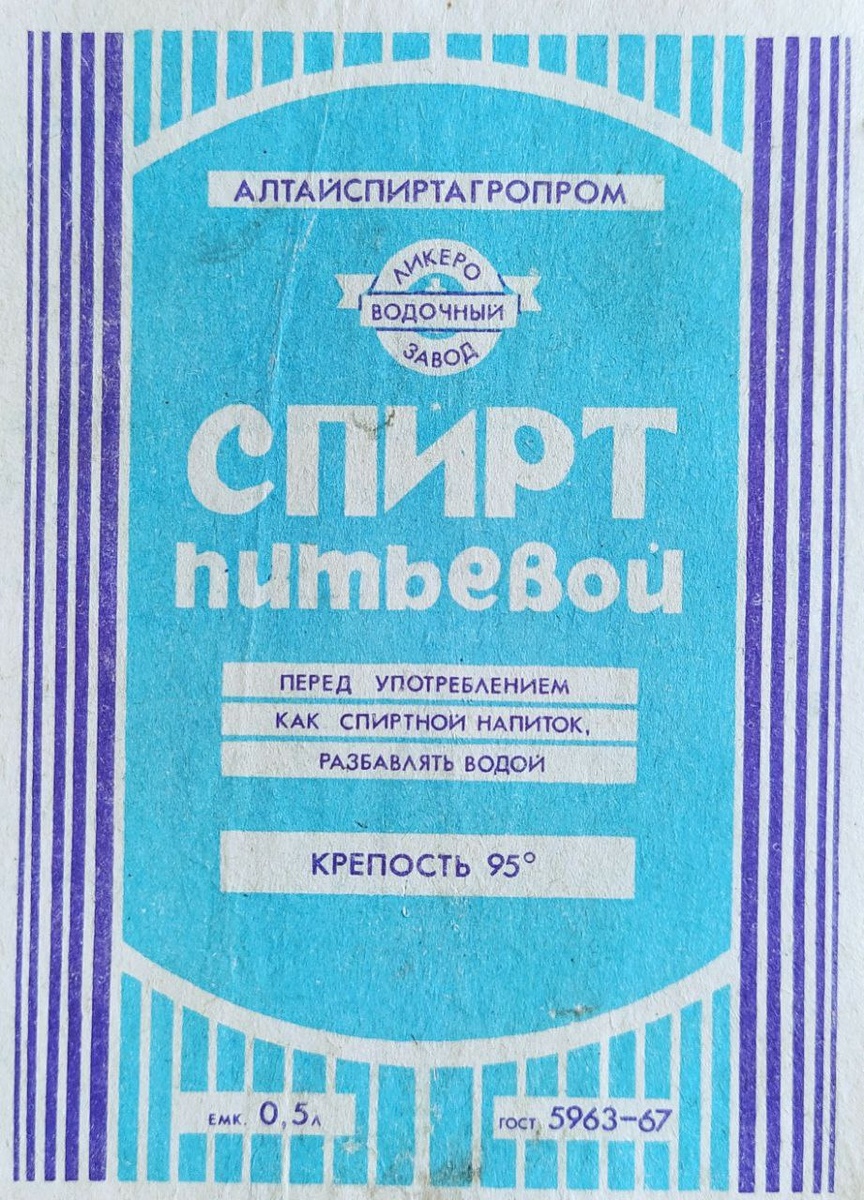 АЛТАЙСПИРТАГРОПРОМ
ЛИКЕРО
ВОДОЧНЫЙ
ЗАВОД
СПИРТ
питьевой
ПЕРЕД УПОТРЕБЛЕНИЕМ
КАК СПИРТНОЙ НАПИТОК,
РАЗБАВЛЯТЬ ВОДОЙ
КРЕПОСТЬ 95°
ЕМК. 0,5л ГОСТ 5963-67